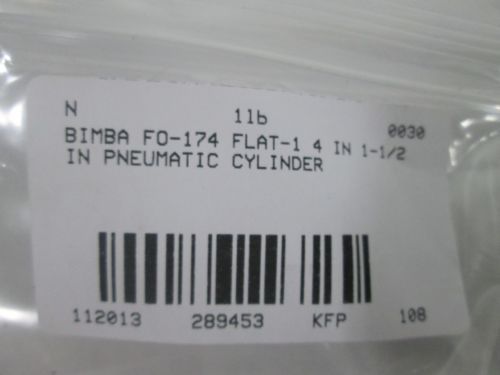 N 1lb 0030
BIMBA FO-174 FLAT-1 4 IN 1-1/2
IN PNEUMATIC CYLINDER
112013 289453 KFP 108